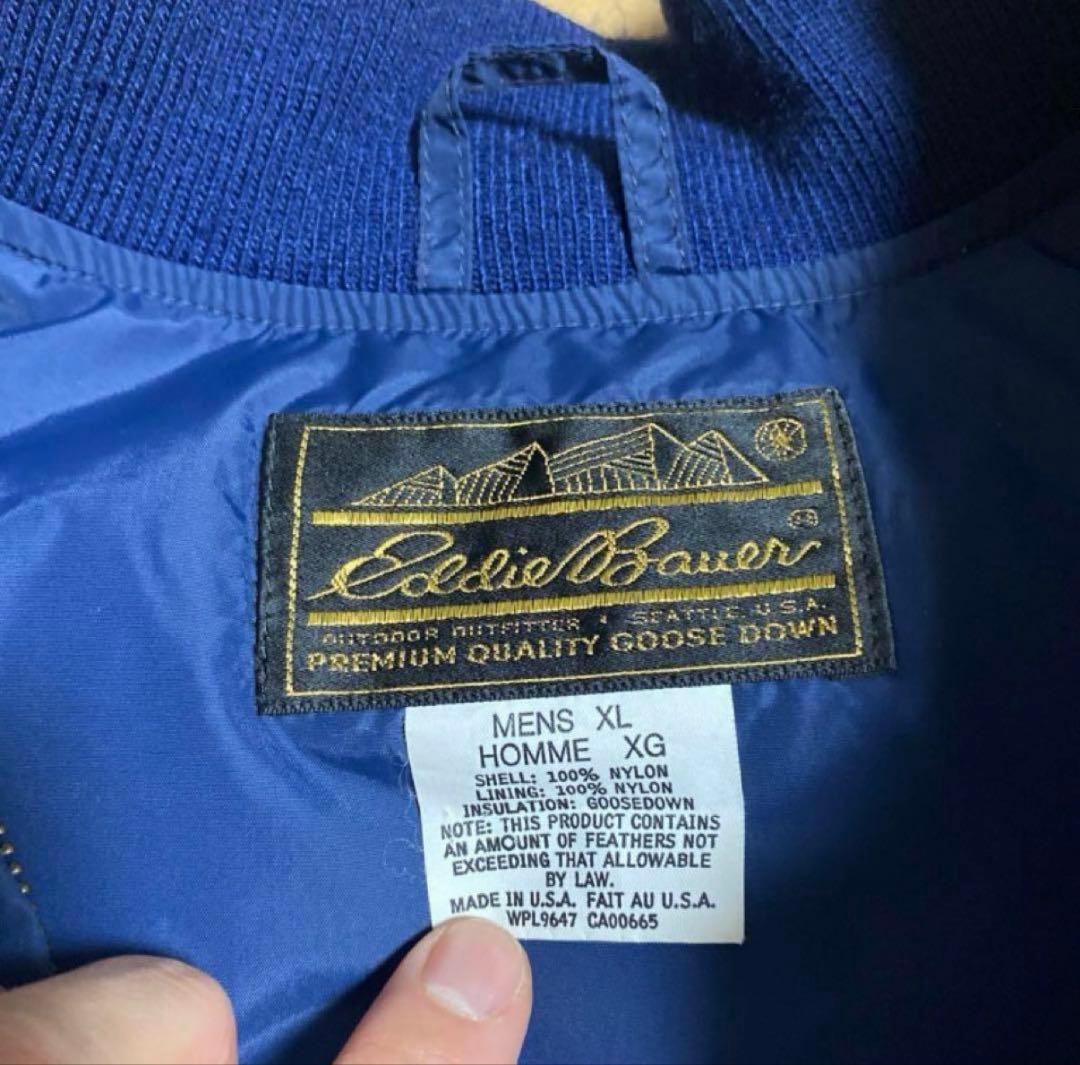 Eddie Bauer
OUTDOOR OUTFITTER • SEATTLE, U.S.A.
PREMIUM QUALITY GOOSE DOWN
MENS XL
HOMME XG
SHELL: 100% NYLON
LINING: 100% NYLON
INSULATION: GOOSEDOWN
NOTE: THIS PRODUCT CONTAINS
AN AMOUNT OF FEATHERS NOT
EXCEEDING THAT ALLOWABLE
BY LAW.
MADE IN U.S.A. FAIT AU U.S.A.
WPL9647 CA00665